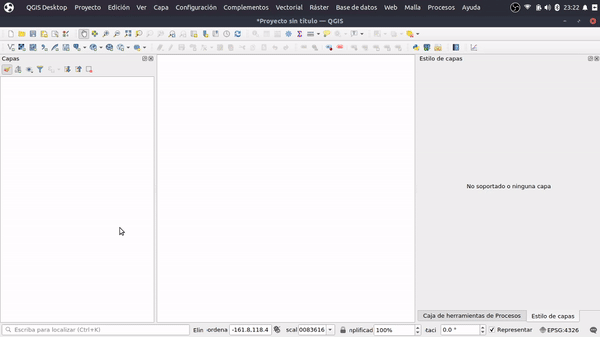 QGIS Desktop Proyecto Edición Ver Capa Configuración Complementos Vectorial Ráster Base de datos Web Malla Procesos Ayuda 23:22
*Proyecto sin título — QGIS
Capas
Estilo de capas
No soportado o ninguna capa
Caja de herramientas de Procesos Estilo de capas
Escriba para localizar (Ctrl+K) Elin ordena -161.8,118.4 scal 0083616 nplificad 100% taci 0.0 ° Representar EPSG:4326